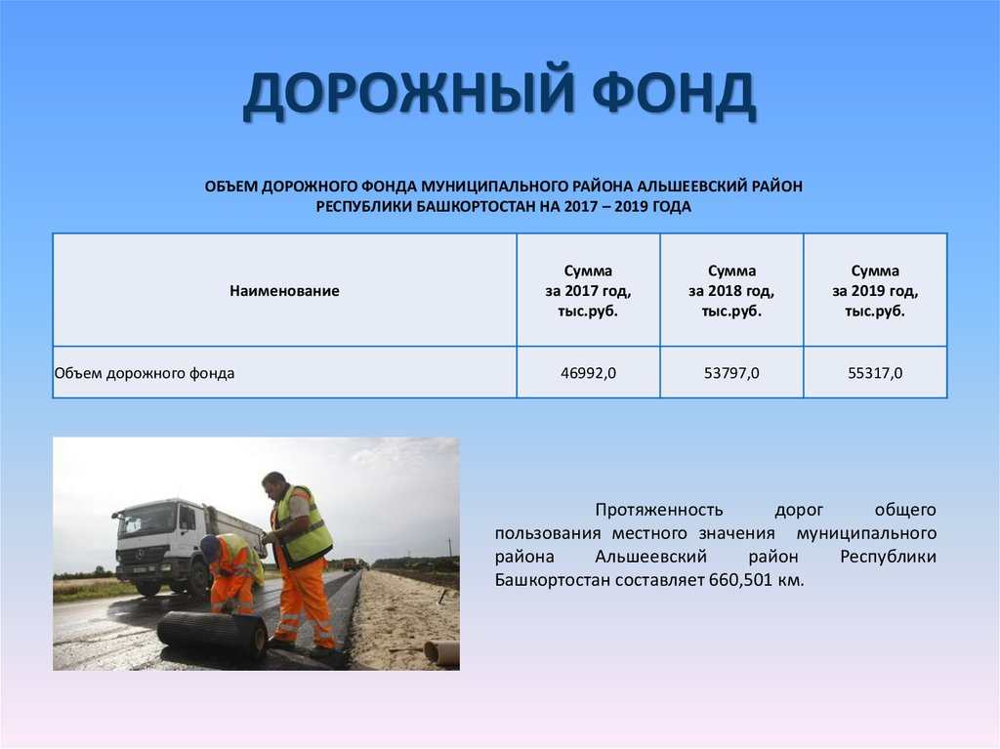 ДОРОЖНЫЙ ФОНД
ОБЪЕМ ДОРОЖНОГО ФОНДА МУНИЦИПАЛЬНОГО РАЙОНА АЛЬШЕЕВСКИЙ РАЙОН
РЕСПУБЛИКИ БАШКОРТОСТАН НА 2017 – 2019 ГОДА
Наименование
Сумма
за 2017 год,
тыс.руб.
Сумма
за 2018 год,
тыс.руб.
Сумма
за 2019 год,
тыс.руб.
Объем дорожного фонда 46992,0 53797,0 55317,0
Протяженность дорог общего
пользования местного значения муниципального
района Альшеевский район Республики
Башкортостан составляет 660,501 км.